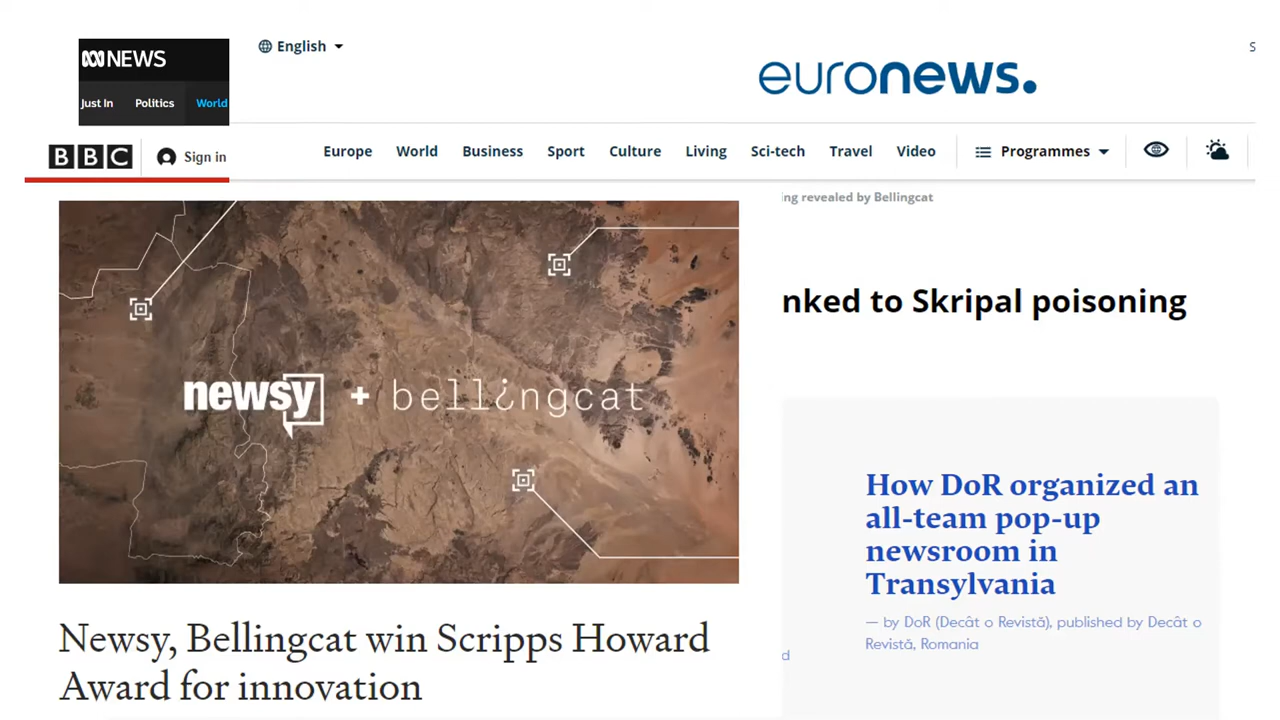 NEWS
English
euronews.
Just In Politics World
BBC
Sign in
Europe World Business Sport Culture Living Sci-tech Travel Video Programmes
ng revealed by Bellingcat
nked to Skripal poisoning
newsy + bell¿ngcat
How DoR organized an
all-team pop-up
newsroom in
Transylvania
— by DoR (Decât o Revistă), published by Decât o
Revistă, Romania
d
Newsy, Bellingcat win Scripps Howard
Award for innovation